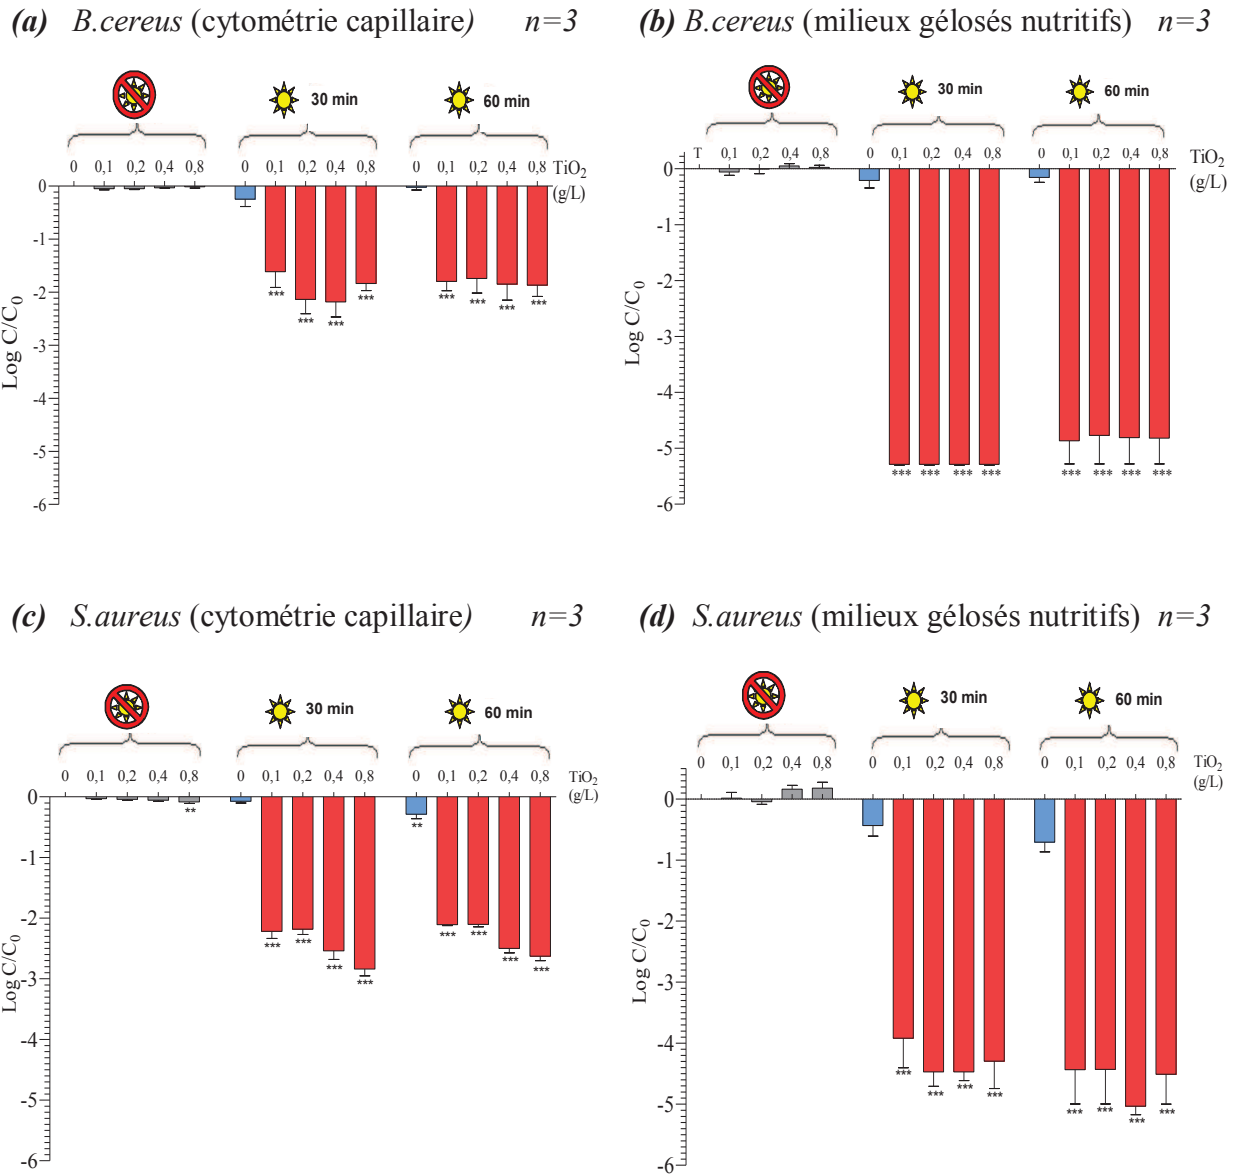 (a) B.cereus (cytométrie capillaire) n=3
30 min
60 min
0 0,1 0,2 0,4 0,8 0 0,1 0,2 0,4 0,8 0 0,1 0,2 0,4 0,8 TiO2
(g/L)
0
-1
-2
-3
-4
-5
-6
Log C/C0
*** *** *** *** *** *** *** ***
(b) B.cereus (milieux gélosés nutritifs) n=3
30 min
60 min
T 0,1 0,2 0,4 0,8 0 0,1 0,2 0,4 0,8 0 0,1 0,2 0,4 0,8 TiO2
(g/L)
0
-1
-2
-3
-4
-5
-6
Log C/C0
*** *** *** *** *** *** *** ***
(c) S.aureus (cytométrie capillaire) n=3
30 min
60 min
0 0,1 0,2 0,4 0,8 0 0,1 0,2 0,4 0,8 0 0,1 0,2 0,4 0,8 TiO2
(g/L)
0
-1
-2
-3
-4
-5
-6
Log C/C0
** *** *** *** *** ** *** *** *** ***
(d) S.aureus (milieux gélosés nutritifs) n=3
30 min
60 min
0 0,1 0,2 0,4 0,8 0 0,1 0,2 0,4 0,8 0 0,1 0,2 0,4 0,8 TiO2
(g/L)
0
-1
-2
-3
-4
-5
-6
Log C/C0
*** *** *** *** *** *** *** ***